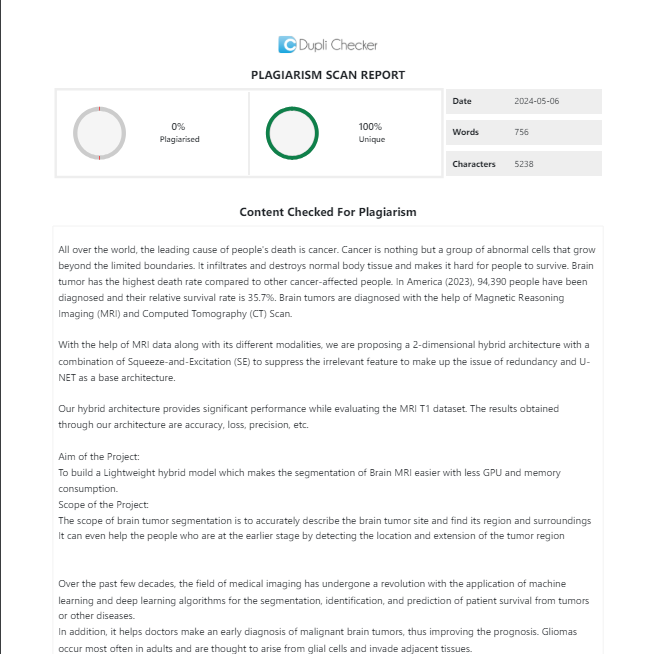 Dupli Checker
PLAGIARISM SCAN REPORT
0%
Plagiarised
100%
Unique
Date 2024-05-06
Words 756
Characters 5238
Content Checked For Plagiarism
All over the world, the leading cause of people's death is cancer. Cancer is nothing but a group of abnormal cells that grow
beyond the limited boundaries. It infiltrates and destroys normal body tissue and makes it hard for people to survive. Brain
tumor has the highest death rate compared to other cancer-affected people. In America (2023), 94,390 people have been
diagnosed and their relative survival rate is 35.7%. Brain tumors are diagnosed with the help of Magnetic Reasoning
Imaging (MRI) and Computed Tomography (CT) Scan.
With the help of MRI data along with its different modalities, we are proposing a 2-dimensional hybrid architecture with a
combination of Squeeze-and-Excitation (SE) to suppress the irrelevant feature to make up the issue of redundancy and U-
NET as a base architecture.
Our hybrid architecture provides significant performance while evaluating the MRI T1 dataset. The results obtained
through our architecture are accuracy, loss, precision, etc.
Aim of the Project:
To build a Lightweight hybrid model which makes the segmentation of Brain MRI easier with less GPU and memory
consumption.
Scope of the Project:
The scope of brain tumor segmentation is to accurately describe the brain tumor site and find its region and surroundings
It can even help the people who are at the earlier stage by detecting the location and extension of the tumor region
Over the past few decades, the field of medical imaging has undergone a revolution with the application of machine
learning and deep learning algorithms for the segmentation, identification, and prediction of patient survival from tumors
or other diseases.
In addition, it helps doctors make an early diagnosis of malignant brain tumors, thus improving the prognosis. Gliomas
occur most often in adults and are thought to arise from glial cells and invade adjacent tissues.